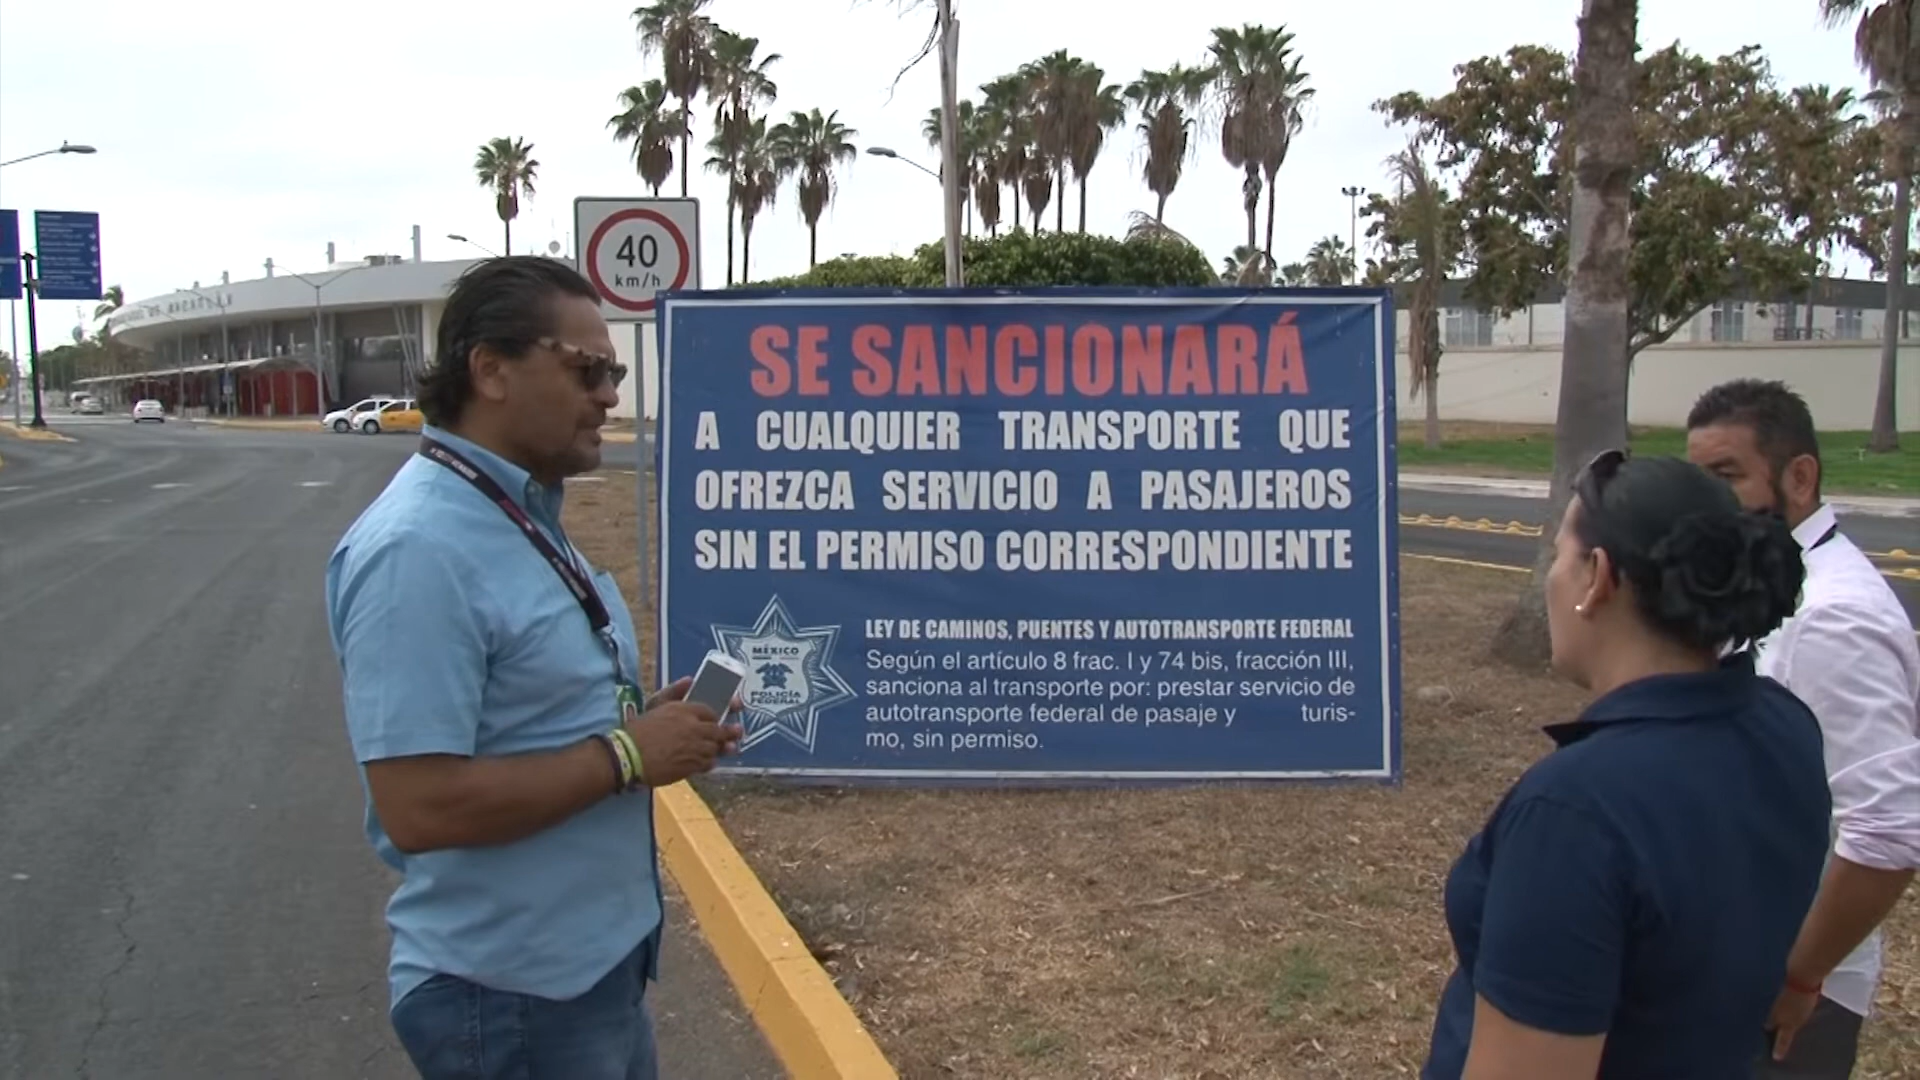 40
km/h
SE SANCIONARÁ
A CUALQUIER TRANSPORTE QUE
OFREZCA SERVICIO A PASAJEROS
SIN EL PERMISO CORRESPONDIENTE
LEY DE CAMINOS, PUENTES Y AUTOTRANSPORTE FEDERAL
Según el artículo 8 frac. I y 74 bis, fracción III,
sanciona al transporte por: prestar servicio de
autotransporte federal de pasaje y turis-
mo, sin permiso.
MÉXICO
POLICÍA
FEDERAL